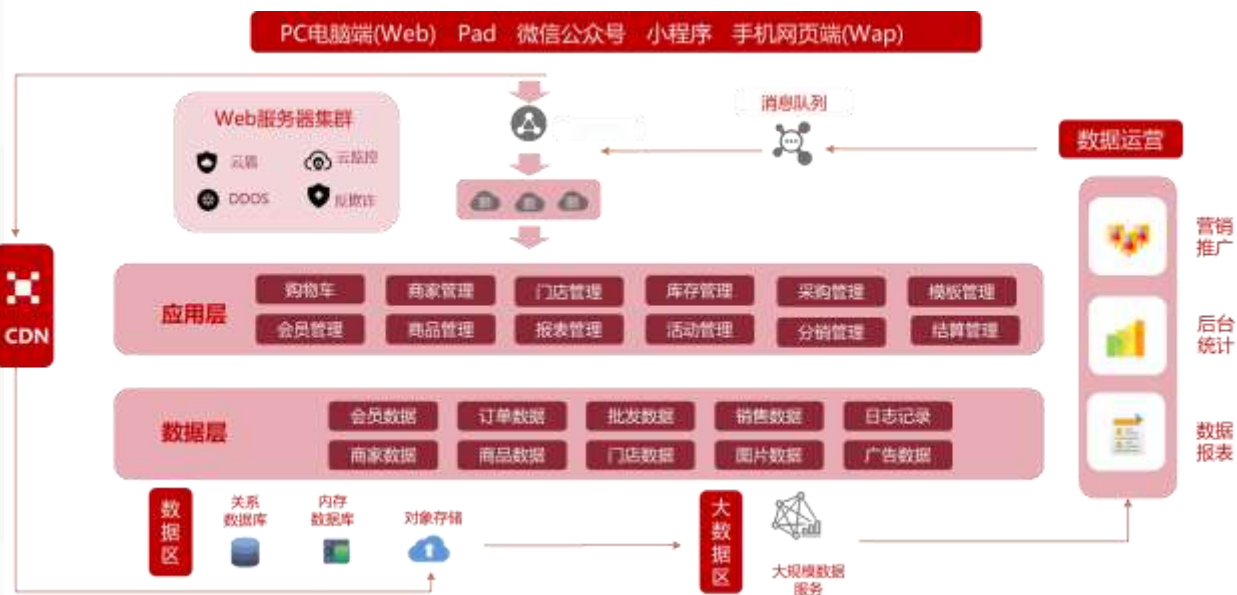 PC电脑端(Web) Pad 微信公众号 小程序 手机网页端(Wap)
消息队列
Web服务器集群
云盾
云监控
DDOS
反欺诈
数据运营
营销
推广
后台
统计
数据
报表
CDN
应用层
购物车 商家管理 门店管理 库存管理 采购管理 模板管理
会员管理 商品管理 报表管理 活动管理 分销管理 结算管理
数据层
会员数据 订单数据 批发数据 销售数据 日志记录
商家数据 商品数据 门店数据 图片数据 广告数据
数据区
关系
数据库
内存
数据库
对象存储
大数据区
大规模数据
服务